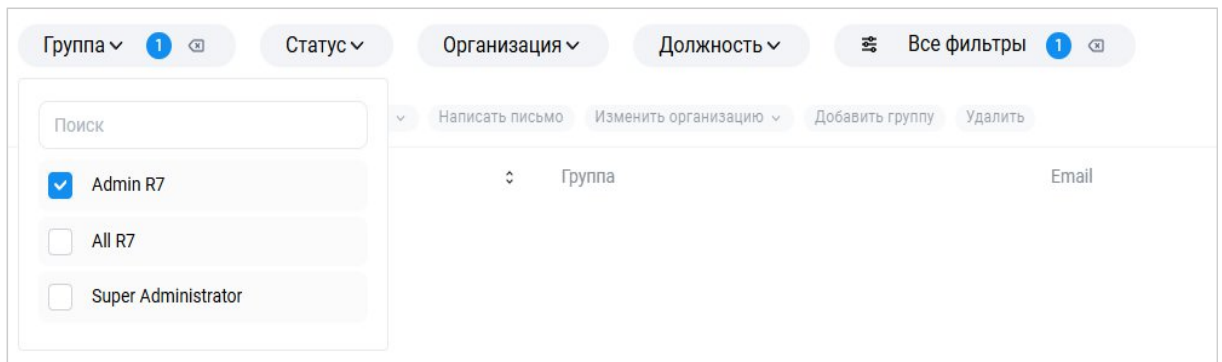 Группа 1 Статус Организация Должность Все фильтры 1
Поиск
Написать письмо Изменить организацию Добавить группу Удалить
Admin R7
Группа Email
All R7
Super Administrator